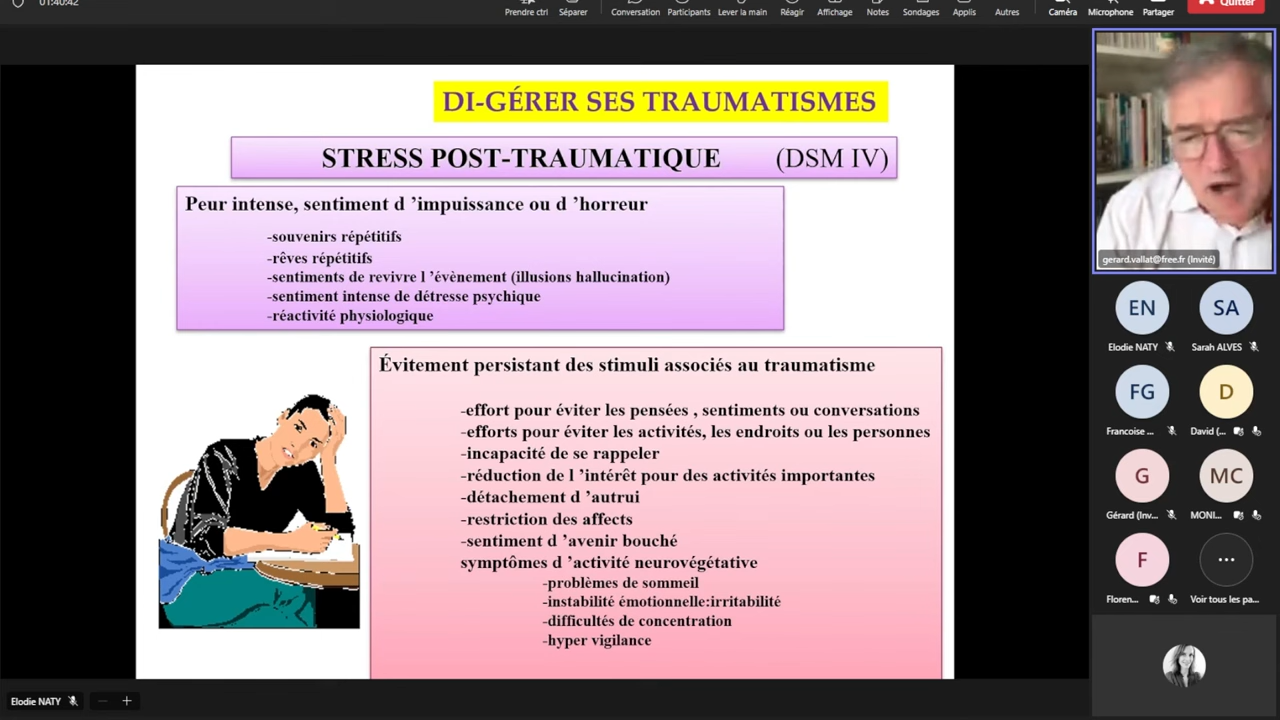 01:40:42
Prendre ctrl
Séparer
Conversation
Participants
Lever la main
Réagir
Affichage
Notes
Sondages
Applis
Autres
Caméra
Microphone
Partager
Quitter
DI-GÉRER SES TRAUMATISMES
STRESS POST-TRAUMATIQUE (DSM IV)
Peur intense, sentiment d ’impuissance ou d ’horreur
-souvenirs répétitifs
-rêves répétitifs
-sentiments de revivre l ’évènement (illusions hallucination)
-sentiment intense de détresse psychique
-réactivité physiologique
Évitement persistant des stimuli associés au traumatisme
-effort pour éviter les pensées , sentiments ou conversations
-efforts pour éviter les activités, les endroits ou les personnes
-incapacité de se rappeler
-réduction de l ’intérêt pour des activités importantes
-détachement d ’autrui
-restriction des affects
-sentiment d ’avenir bouché
symptômes d ’activité neurovégétative
-problèmes de sommeil
-instabilité émotionnelle:irritabilité
-difficultés de concentration
-hyper vigilance
gerard.vallat@free.fr (Invité)
EN
SA
Elodie NATY
Sarah ALVES
FG
D
Francoise ...
David (...
G
MC
Gérard (Inv...
MONI...
F
...
Floren...
Voir tous les pa...
Elodie NATY